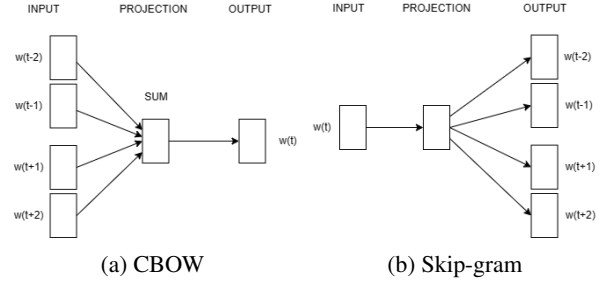 INPUT PROJECTION OUTPUT
w(t-2)
w(t-1)
SUM
w(t)
w(t+1)
w(t+2)
(a) CBOW
INPUT PROJECTION OUTPUT
w(t-2)
w(t-1)
w(t)
w(t+1)
w(t+2)
(b) Skip-gram